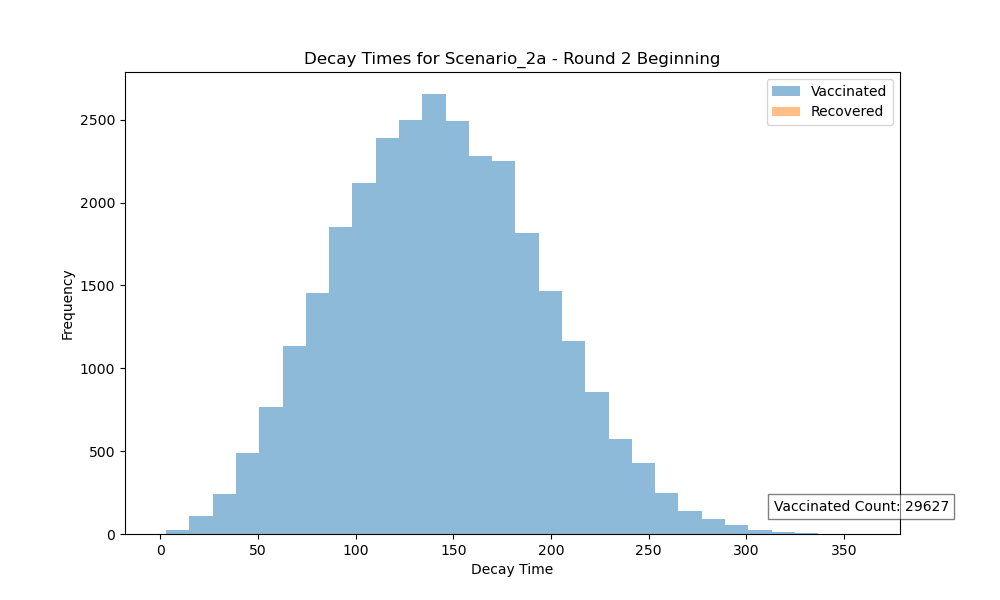 Decay Times for Scenario_2a - Round 2 Beginning
Vaccinated
Recovered
Frequency
2500
2000
1500
1000
500
0
Vaccinated Count: 29627
0 50 100 150 200 250 300 350
Decay Time